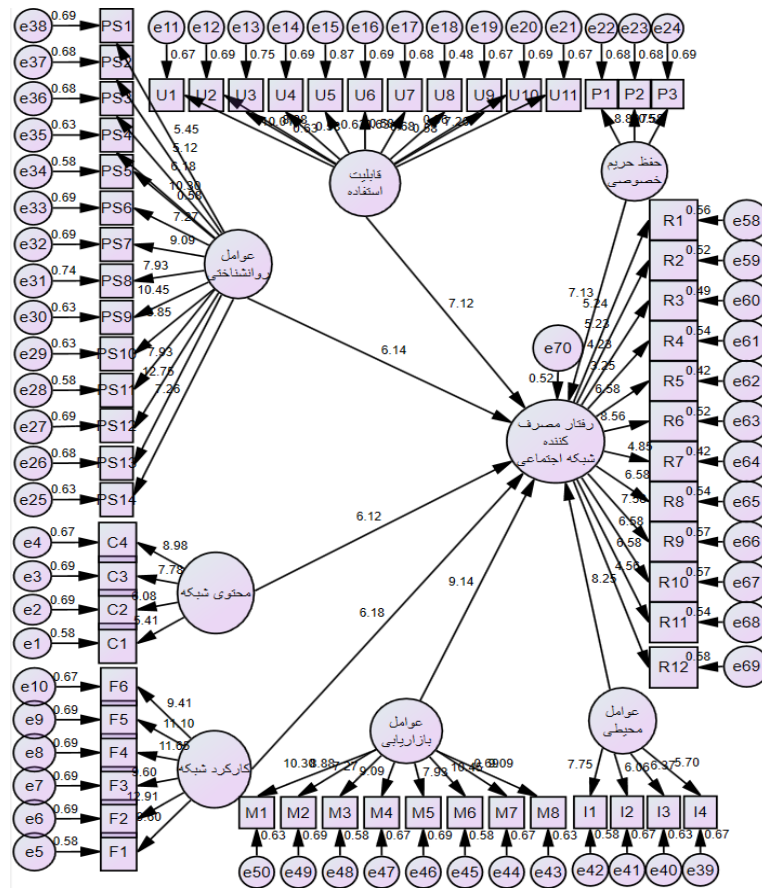 e11 e12 e13 e14 e15 e16 e17 e18 e19 e20 e21 e22 e23 e24
0.67 0.69 0.75 0.69 0.87 0.69 0.68 0.48 0.67 0.69 0.67 0.68 0.68 0.69
U1 U2 U3 U4 U5 U6 U7 U8 U9 U10 U11 P1 P2 P3
قابلیت
استفاده
حفظ حریم
خصوصی
7.12
7.13
e38 0.69 PS1
e37 0.68 PS2
e36 0.68 PS3
e35 0.63 PS4
e34 0.58 PS5
e33 0.69 PS6
e32 0.69 PS7
e31 0.74 PS8
e30 0.63 PS9
e29 0.63 PS10
e28 0.58 PS11
e27 0.69 PS12
e26 0.68 PS13
e25 0.63 PS14
5.45
5.12
6.18
10.30
0.58
7.27
9.09
7.93
10.45
7.93
12.75
7.26
عوامل
روانشناختی
6.14
R1 0.56 e58
R2 0.52 e59
R3 0.49 e60
R4 0.54 e61
R5 0.42 e62
R6 0.52 e63
R7 0.42 e64
R8 0.54 e65
R9 0.57 e66
R10 0.57 e67
R11 0.54 e68
R12 0.58 e69
5.24
5.23
4.23
3.25
6.58
8.56
4.85
6.58
6.58
6.58
4.56
e70
0.52
رفتار مصرف
کننده
شبکه اجتماعی
e4 0.67 C4
e3 0.69 C3
e2 0.69 C2
e1 0.58 C1
8.98
7.78
5.41
محتوی شبکه
6.12
e10 0.67 F6
e9 0.69 F5
e8 0.69 F4
e7 0.69 F3
e6 0.69 F2
e5 0.58 F1
9.41
11.10
11.65
9.60
12.91
کارکرد شبکه
6.18
9.14
8.25
عوامل
بازاریابی
عوامل
محیطی
10.30 8.88 7.27 9.09 7.93 10.45 9.09
7.75 6.37 5.70
M1 M2 M3 M4 M5 M6 M7 M8 I1 I2 I3 I4
0.63 0.69 0.58 0.67 0.69 0.58 0.67 0.63 0.58 0.67 0.63 0.67
e50 e49 e48 e47 e46 e45 e44 e43 e42 e41 e40 e39